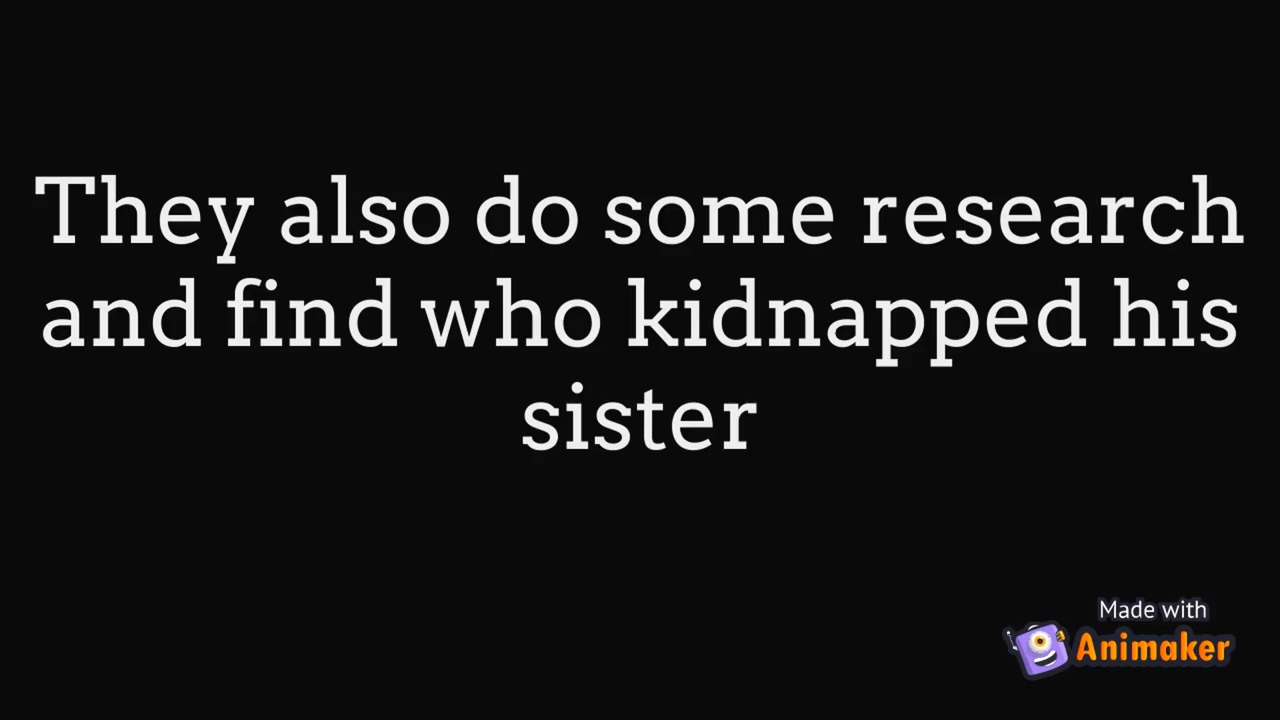 They also do some research
and find who kidnapped his
sister
Made with
Animaker